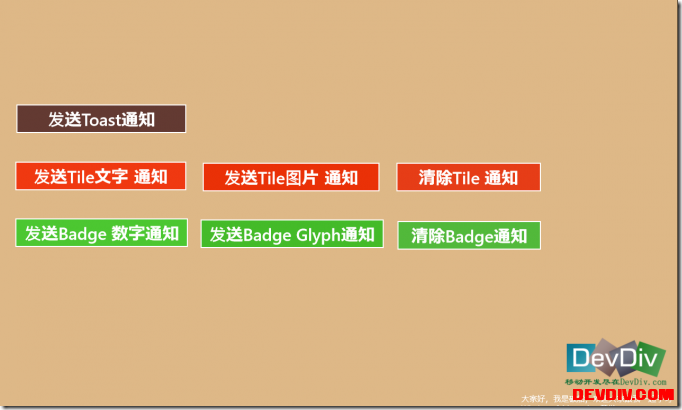 发送Toast通知
发送Tile文字 通知
发送Tile图片 通知
清除Tile 通知
发送Badge 数字通知
发送Badge Glyph通知
清除Badge通知
DevDiv
移动开发尽在DevDiv.com
DEVDIV.COM
大家好，我是